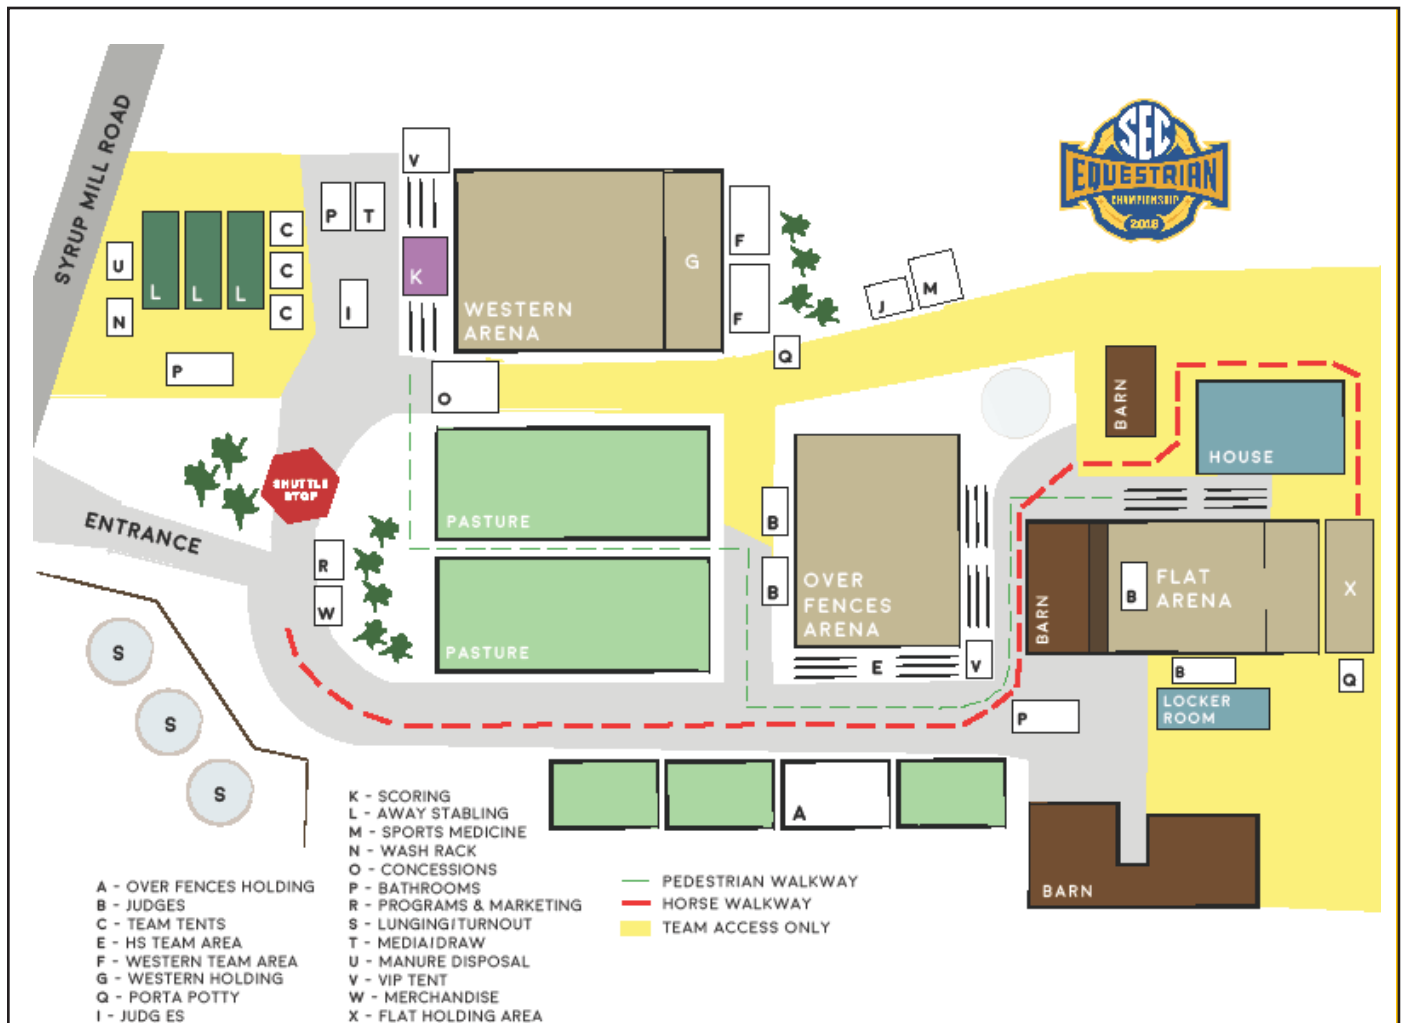 SYRUP MILL ROAD
SEC
EQUESTRIAN
CHAMPIONSHIP
2018
V
P
T
C
U
L
L
L
C
K
G
F
N
C
I
WESTERN
ARENA
F
J
M
P
Q
O
BARN
HOUSE
SHUTTLE
STOP
PASTURE
B
ENTRANCE
R
W
B
OVER
FENCES
ARENA
BARN
B
FLAT
ARENA
X
PASTURE
E
V
B
Q
LOCKER
ROOM
P
S
S
S
A
BARN
A - OVER FENCES HOLDING
B - JUDGES
C - TEAM TENTS
E - HS TEAM AREA
F - WESTERN TEAM AREA
G - WESTERN HOLDING
Q - PORTA POTTY
I - JUDG ES
K - SCORING
L - AWAY STABLING
M - SPORTS MEDICINE
N - WASH RACK
O - CONCESSIONS
P - BATHROOMS
R - PROGRAMS & MARKETING
S - LUNGING/TURNOUT
T - MEDIA/DRAW
U - MANURE DISPOSAL
V - VIP TENT
W - MERCHANDISE
X - FLAT HOLDING AREA
PEDESTRIAN WALKWAY
HORSE WALKWAY
TEAM ACCESS ONLY